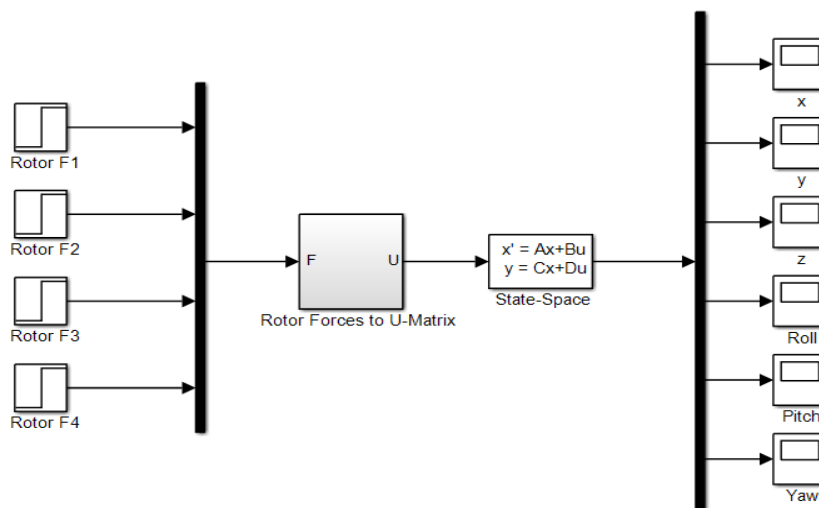 Rotor F1
Rotor F2
Rotor F3
Rotor F4
F
U
Rotor Forces to U-Matrix
x' = Ax+Bu
y = Cx+Du
State-Space
x
y
z
Roll
Pitch
Yaw